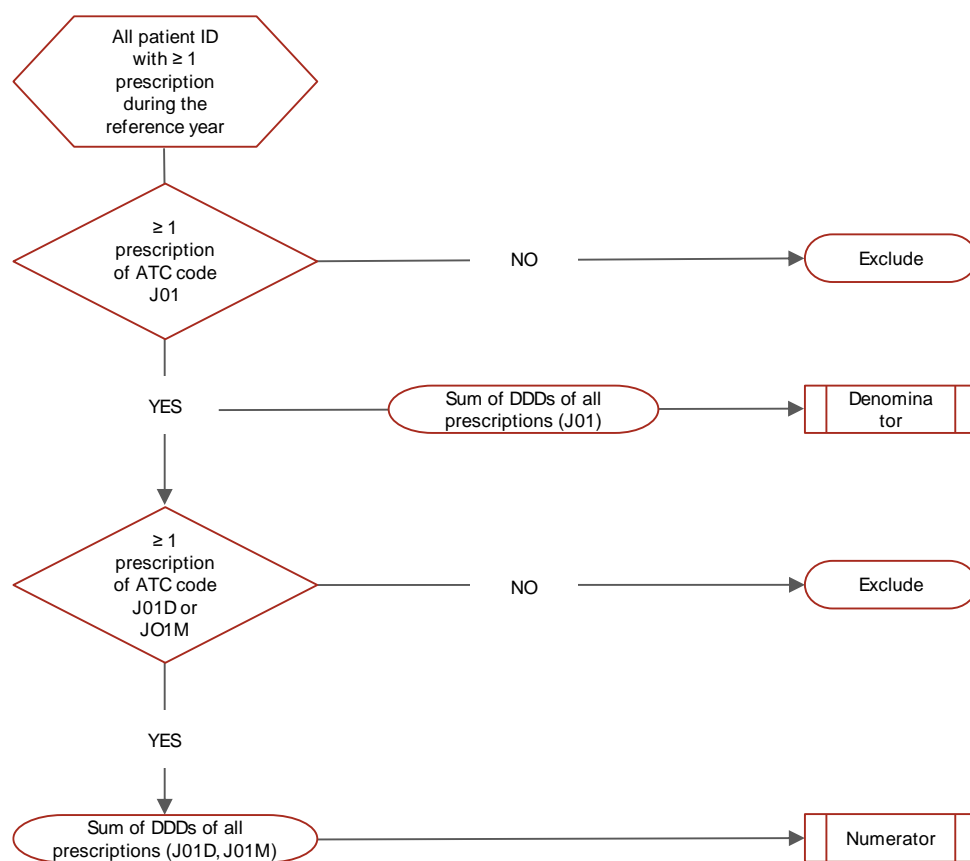 All patient ID
with ≥ 1
prescription
during the
reference year
≥ 1
prescription
of ATC code
J01
NO
Exclude
YES
Sum of DDDs of all
prescriptions (J01)
Denomina
tor
≥ 1
prescription
of ATC code
J01D or
JO1M
NO
Exclude
YES
Sum of DDDs of all
prescriptions (J01D, J01M)
Numerator